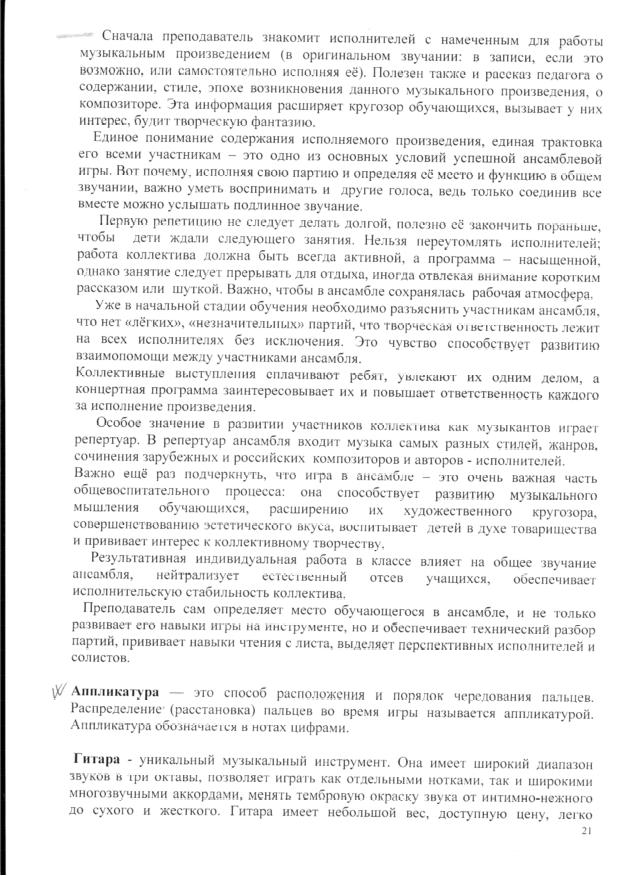 Сначала преподаватель знакомит исполнителей с намеченным для работы
музыкальным произведением (в оригинальном звучании: в записи, если это
возможно, или самостоятельно исполняя её). Полезен также и рассказ педагога о
содержании, стиле, эпохе возникновения данного музыкального произведения, о
композиторе. Эта информация расширяет кругозор обучающихся, вызывает у них
интерес, будит творческую фантазию.
Единое понимание содержания исполняемого произведения, единая трактовка
его всеми участникам – это одно из основных условий успешной ансамблевой
игры. Вот почему, исполняя свою партию и определяя её место и функцию в общем
звучании, важно уметь воспринимать и другие голоса, ведь только соединив все
вместе можно услышать подлинное звучание.
Первую репетицию не следует делать долгой, полезно её закончить пораньше,
чтобы дети ждали следующего занятия. Нельзя переутомлять исполнителей;
работа коллектива должна быть всегда активной, а программа – насыщенной,
однако занятие следует прерывать для отдыха, иногда отвлекая внимание коротким
рассказом или шуткой. Важно, чтобы в ансамбле сохранялась рабочая атмосфера.
Уже в начальной стадии обучения необходимо разъяснить участникам ансамбля,
что нет «лёгких», «незначительных» партий, что творческая ответственность лежит
на всех исполнителях без исключения. Это чувство способствует развитию
взаимопомощи между участниками ансамбля.
Коллективные выступления сплачивают ребят, увлекают их одним делом, а
концертная программа заинтересовывает их и повышает ответственность каждого
за исполнение произведения.
Особое значение в развитии участников коллектива как музыкантов играет
репертуар. В репертуар ансамбля входит музыка самых разных стилей, жанров,
сочинения зарубежных и российских композиторов и авторов - исполнителей.
Важно ещё раз подчеркнуть, что игра в ансамбле – это очень важная часть
общевоспитательного процесса: она способствует развитию музыкального
мышления обучающихся, расширению их художественного кругозора,
совершенствованию эстетического вкуса, воспитывает детей в духе товарищества
и прививает интерес к коллективному творчеству.
Результативная индивидуальная работа в классе влияет на общее звучание
ансамбля, нейтрализует естественный отсев учащихся, обеспечивает
исполнительскую стабильность коллектива.
Преподаватель сам определяет место обучающегося в ансамбле, и не только
развивает его навыки игры на инструменте, но и обеспечивает технический разбор
партий, прививает навыки чтения с листа, выделяет перспективных исполнителей и
солистов.
Аппликатура — это способ расположения и порядок чередования пальцев.
Распределение (расстановка) пальцев во время игры называется аппликатурой.
Аппликатура обозначается в нотах цифрами.
Гитара - уникальный музыкальный инструмент. Она имеет широкий диапазон
звуков в три октавы, позволяет играть как отдельными нотками, так и широкими
многозвучными аккордами, менять тембровую окраску звука от интимно-нежного
до сухого и жесткого. Гитара имеет небольшой вес, доступную цену, легко
21